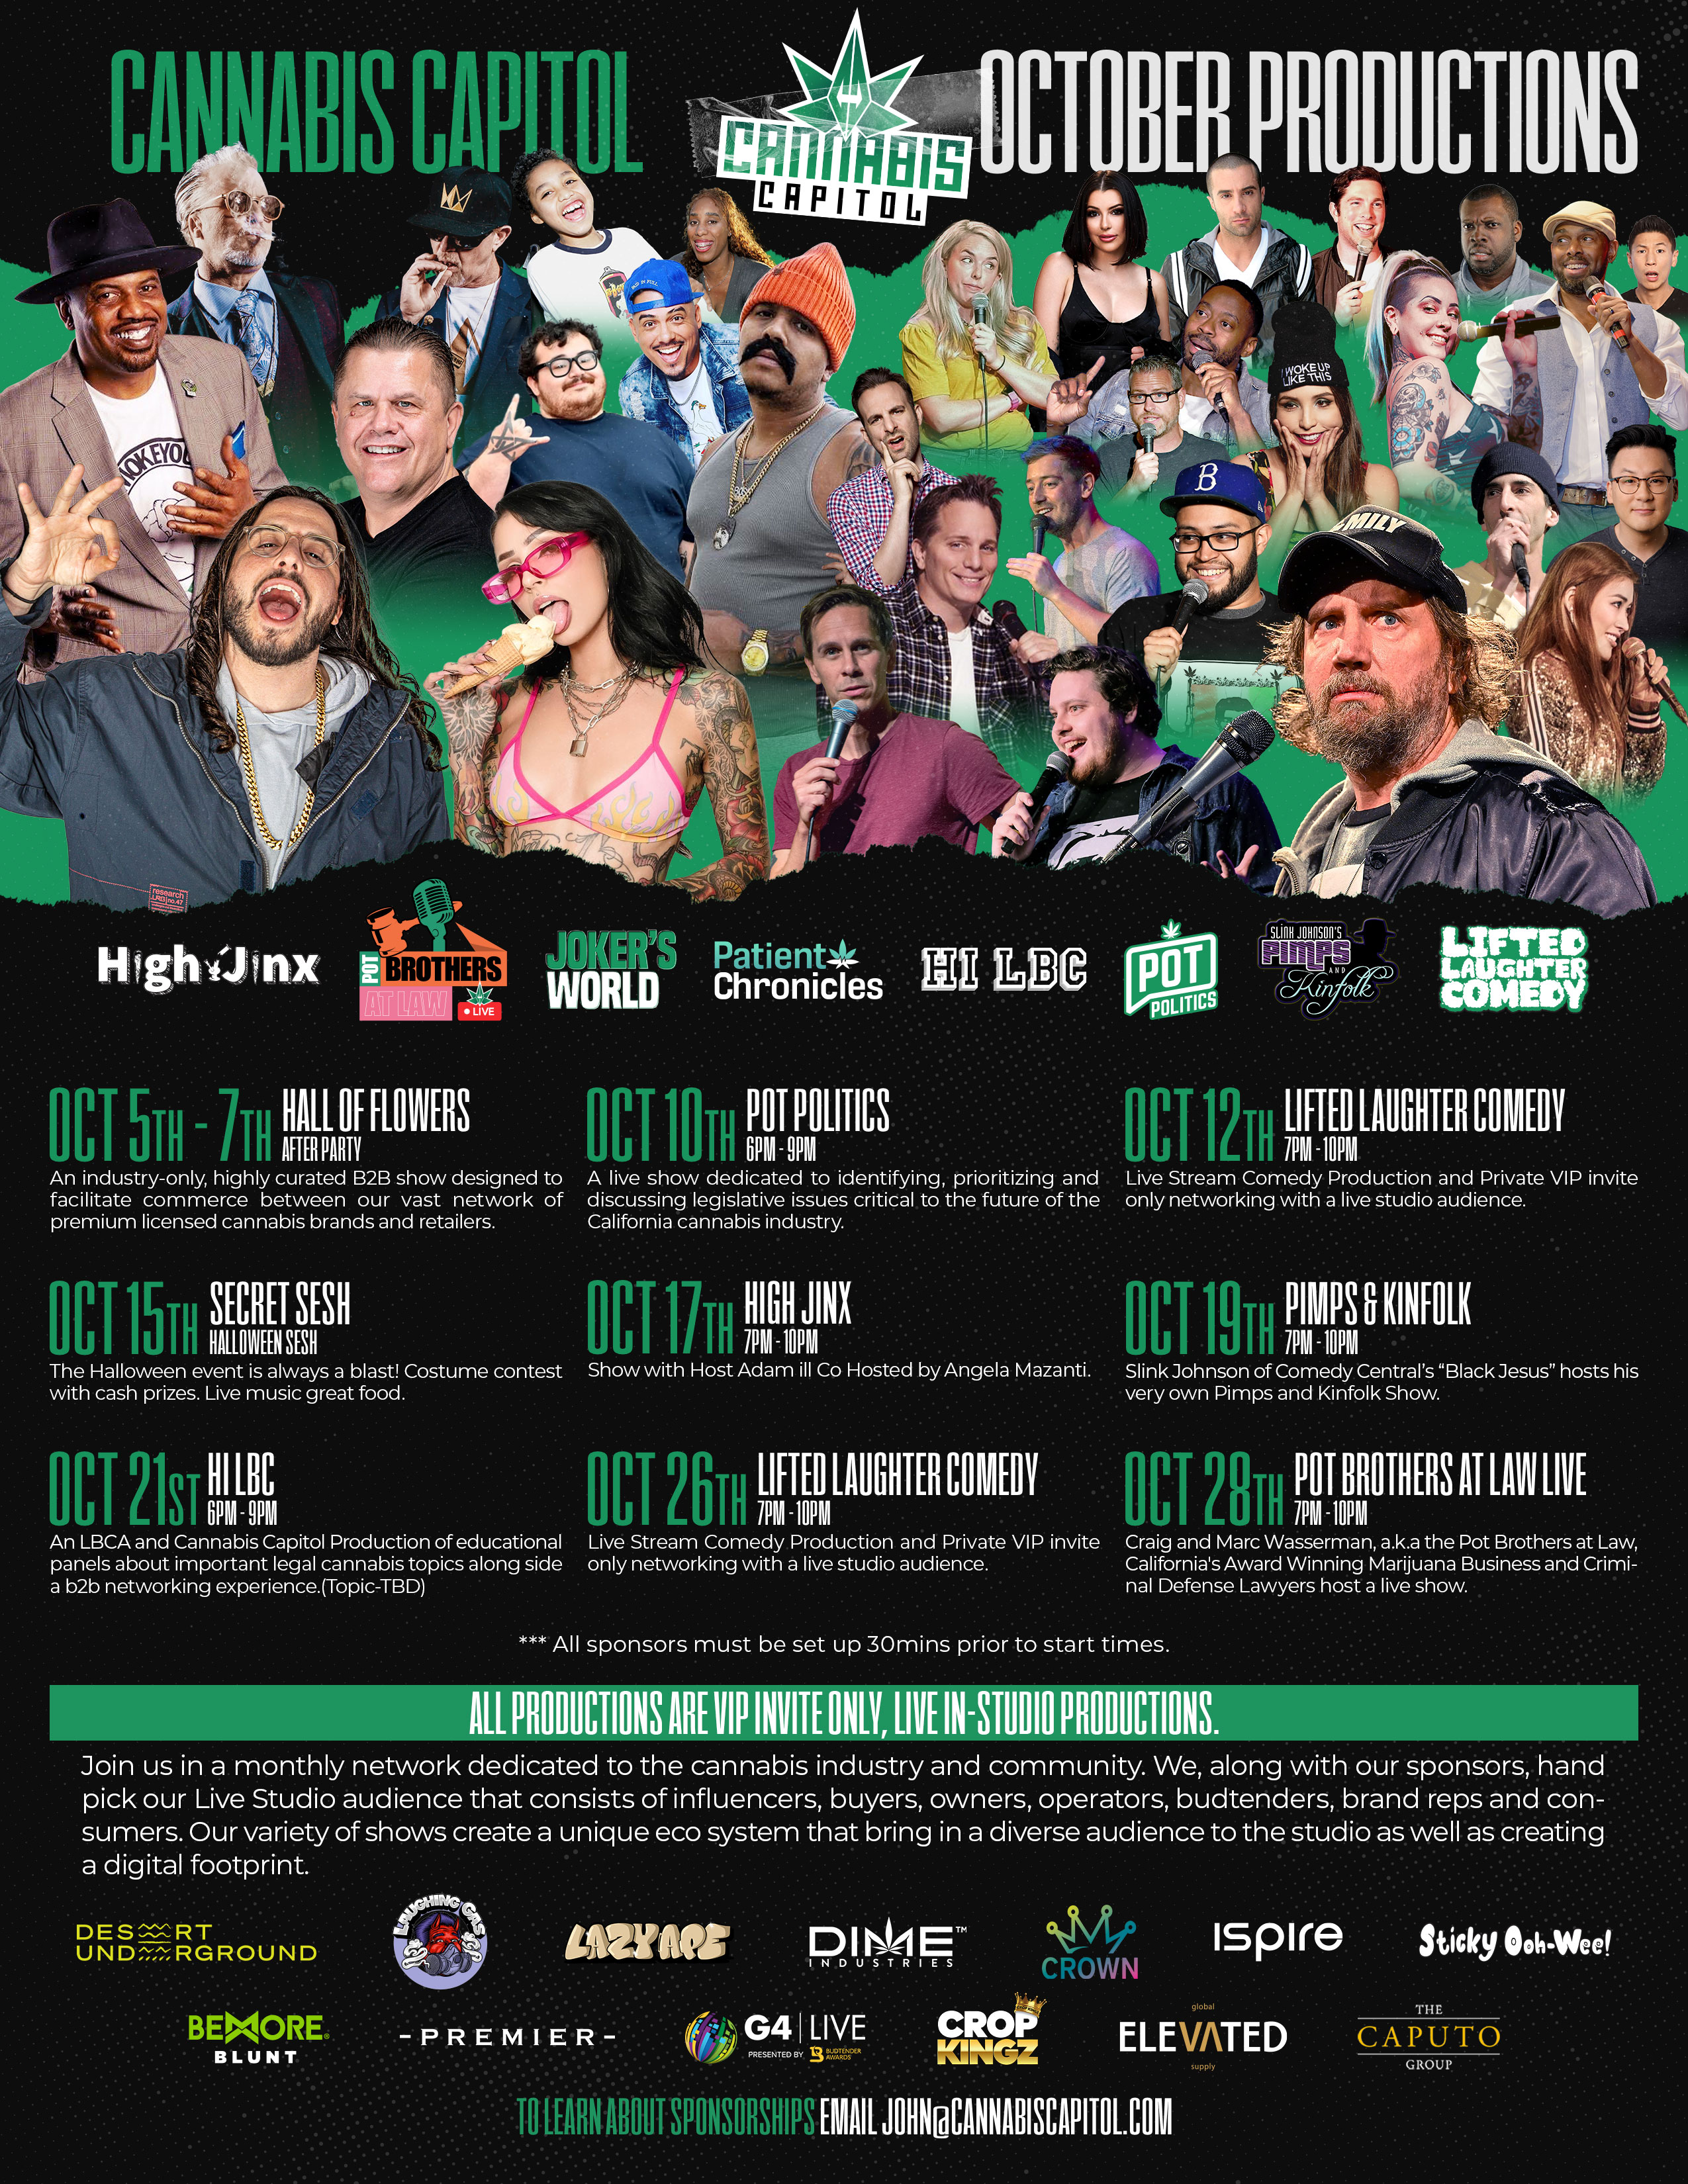 CANNABIS CAPITOL
OCTOBER PRODUCTIONS
CANNABIS
CAPITOL
I WOKE UP
LIKE THIS
B
research
High Jinx
POT
BROTHERS
AT LAW
LIVE
JOKER'S
WORLD
Patient
Chronicles
HI LBC
POT
POLITICS
SLINK JOHNSON'S
PIMPS
AND
Kinfolk
LIFTED
LAUGHTER
COMEDY
OCT 5TH - 7TH HALL OF FLOWERS
AFTER PARTY
An industry-only, highly curated B2B show designed to
facilitate commerce between our vast network of
premium licensed cannabis brands and retailers.
OCT 10TH POT POLITICS
6PM - 9PM
A live show dedicated to identifying, prioritizing and
discussing legislative issues critical to the future of the
California cannabis industry.
OCT 12TH LIFTED LAUGHTER COMEDY
7PM - 10PM
Live Stream Comedy Production and Private VIP invite
only networking with a live studio audience.
OCT 15TH SECRET SESH
HALLOWEEN SESH
The Halloween event is always a blast! Costume contest
with cash prizes. Live music great food.
OCT 17TH HIGH JINX
7PM - 10PM
Show with Host Adam ill Co Hosted by Angela Mazanti.
OCT 19TH PIMPS & KINFOLK
7PM - 10PM
Slink Johnson of Comedy Central's “Black Jesus” hosts his
very own Pimps and Kinfolk Show.
OCT 21ST HI LBC
6PM - 9PM
An LBCA and Cannabis Capitol Production of educational
panels about important legal cannabis topics along side
a b2b networking experience.(Topic-TBD)
OCT 26TH LIFTED LAUGHTER COMEDY
7PM - 10PM
Live Stream Comedy Production and Private VIP invite
only networking with a live studio audience.
OCT 28TH POT BROTHERS AT LAW LIVE
7PM - 10PM
Craig and Marc Wasserman, a.k.a the Pot Brothers at Law,
California's Award Winning Marijuana Business and Crimi-
nal Defense Lawyers host a live show.
*** All sponsors must be set up 30mins prior to start times.
ALL PRODUCTIONS ARE VIP INVITE ONLY, LIVE IN-STUDIO PRODUCTIONS.
Join us in a monthly network dedicated to the cannabis industry and community. We, along with our sponsors, hand
pick our Live Studio audience that consists of influencers, buyers, owners, operators, budtenders, brand reps and con-
sumers. Our variety of shows create a unique eco system that bring in a diverse audience to the studio as well as creating
a digital footprint.
DESERT
UNDERGROUND
LAUGHING GAS
LAZY APE
DIME™
INDUSTRIES
CROWN
ISPIRE
Sticky Ooh-Wee!
BEMORE®
BLUNT
-PREMIER-
G4 | LIVE
PRESENTED BY BUDTENDER
AWARDS
CROP
KINGZ
global
ELEVATED
supply
THE
CAPUTO
GROUP
TO LEARN ABOUT SPONSORSHIPS EMAIL JOHN@CANNABISCAPITOL.COM